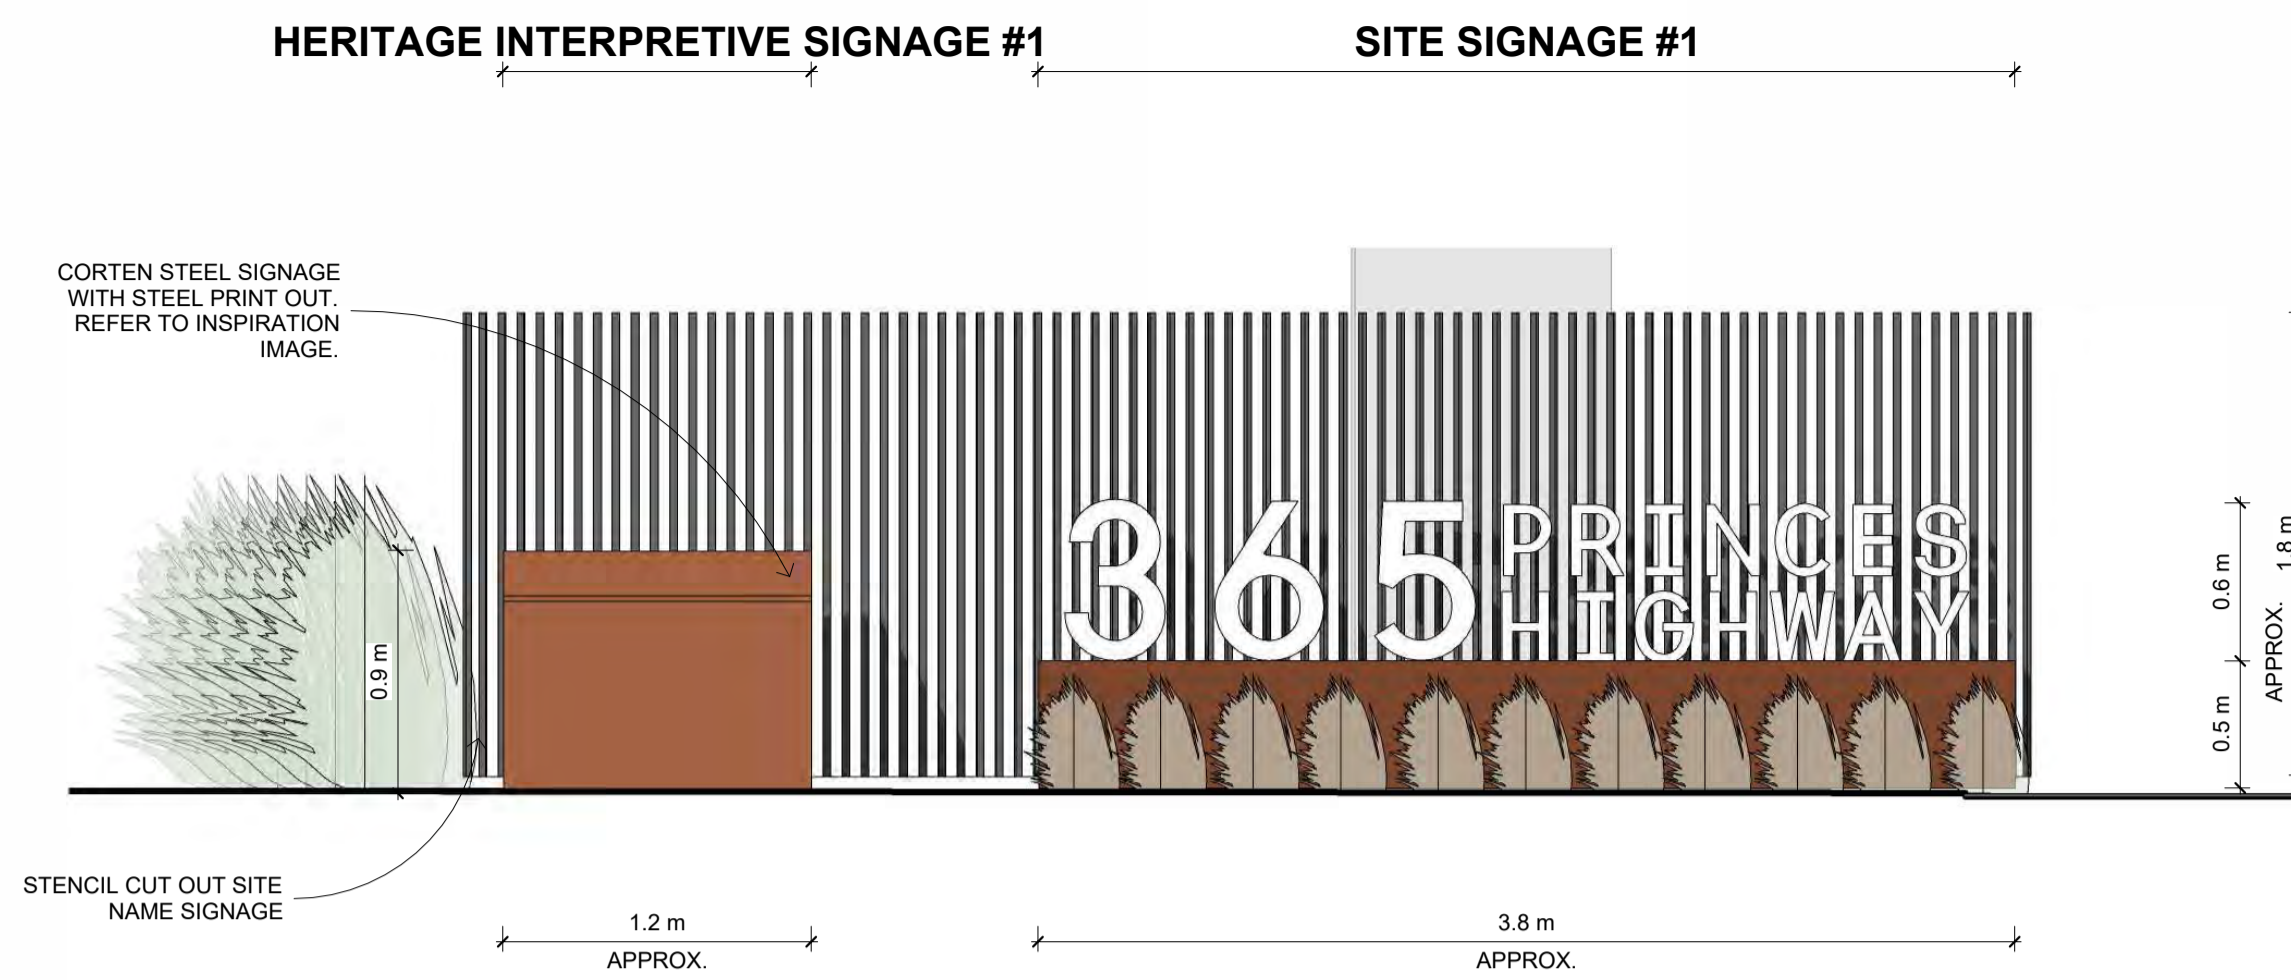 HERITAGE INTERPRETIVE SIGNAGE #1
SITE SIGNAGE #1
CORTEN STEEL SIGNAGE
WITH STEEL PRINT OUT.
REFER TO INSPIRATION
IMAGE.
365
PRINCES
HIGHWAY
0.9 m
0.6 m
0.5 m
1.8 m
APPROX.
STENCIL CUT OUT SITE
NAME SIGNAGE
1.2 m
APPROX.
3.8 m
APPROX.